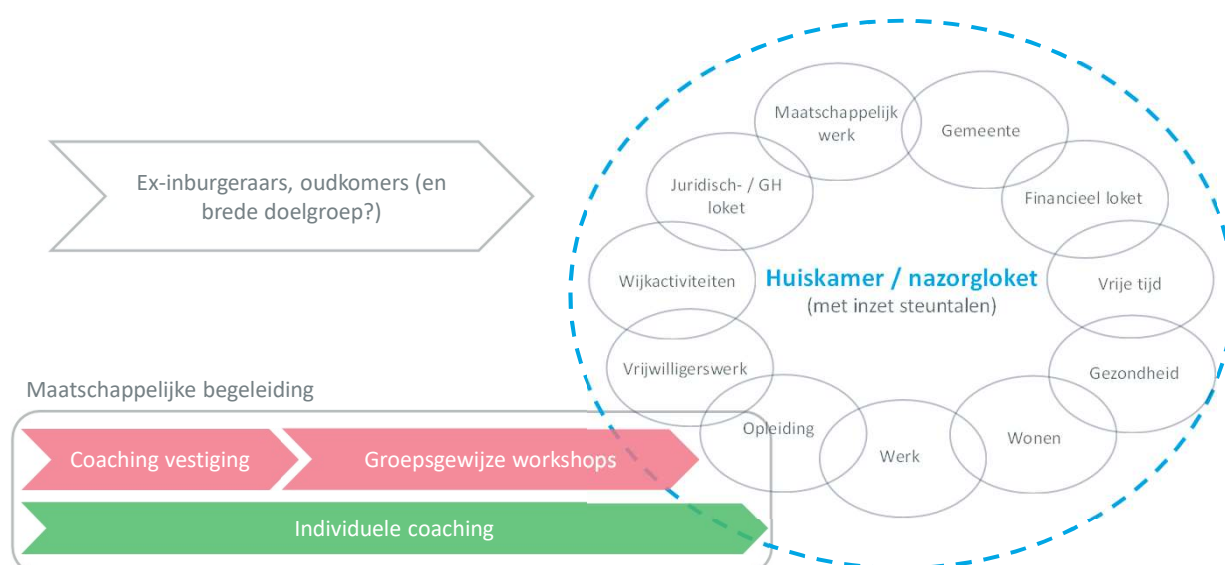 Ex-inburgeraars, oudkomers (en
brede doelgroep?)
Maatschappelijk
werk
Gemeente
Juridisch- / GH
loket
Financieel loket
Wijkactiviteiten
Huiskamer / nazorgloket
(met inzet steuntalen)
Vrije tijd
Vrijwilligerswerk
Gezondheid
Opleiding
Werk
Wonen
Maatschappelijke begeleiding
Coaching vestiging
Groepsgewijze workshops
Individuele coaching